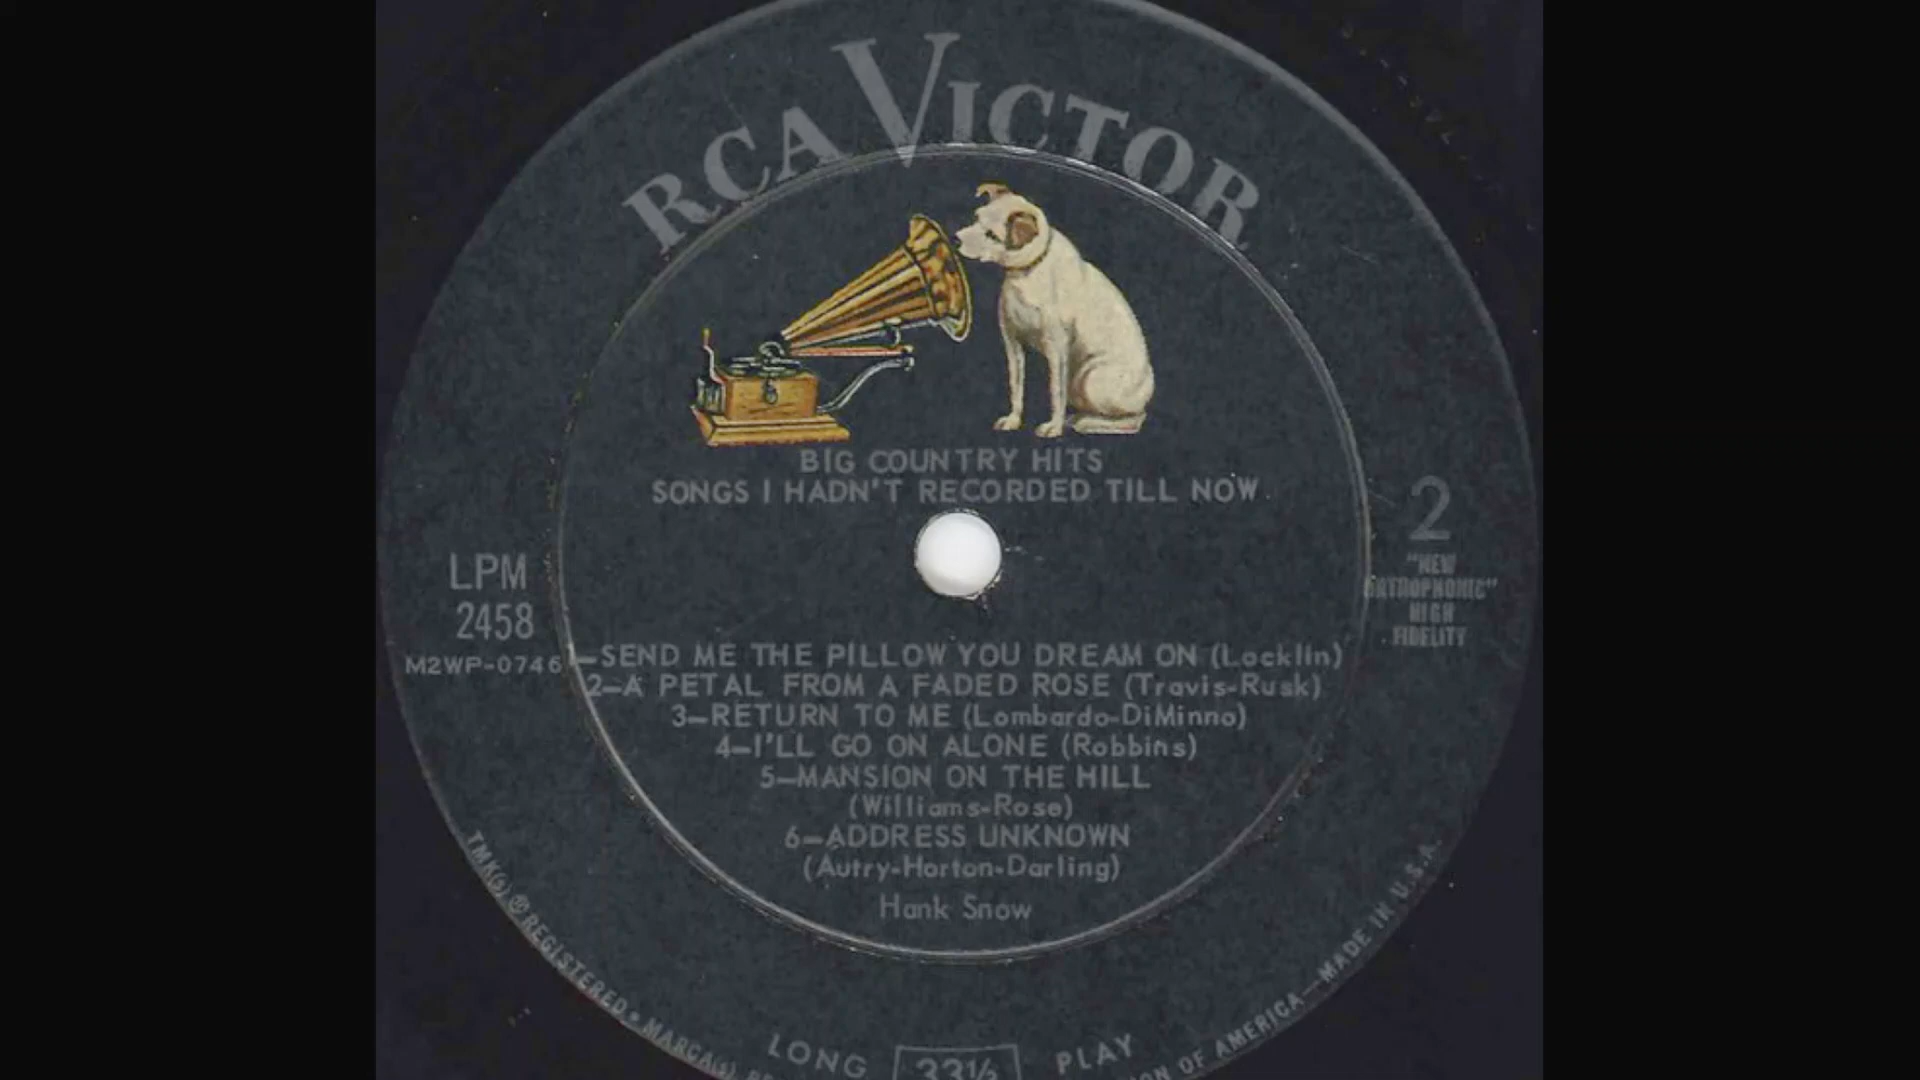 RCA VICTOR
BIG COUNTRY HITS
SONGS I HADN'T RECORDED TILL NOW
2
"NEW
ORTHOPHONIC"
HIGH
FIDELITY
LPM
2458
M2WP-0746
1—SEND ME THE PILLOW YOU DREAM ON (Locklin)
2—A PETAL FROM A FADED ROSE (Travis-Rusk)
3—RETURN TO ME (Lombardo-DiMinno)
4—I'LL GO ON ALONE (Robbins)
5—MANSION ON THE HILL
(Williams-Rose)
6—ADDRESS UNKNOWN
(Autry-Horton-Darling)
Hank Snow
TMK(s) ® REGISTERED • MARCA(s)
OF AMERICA—MADE IN U.S.A.
LONG 33⅓ PLAY